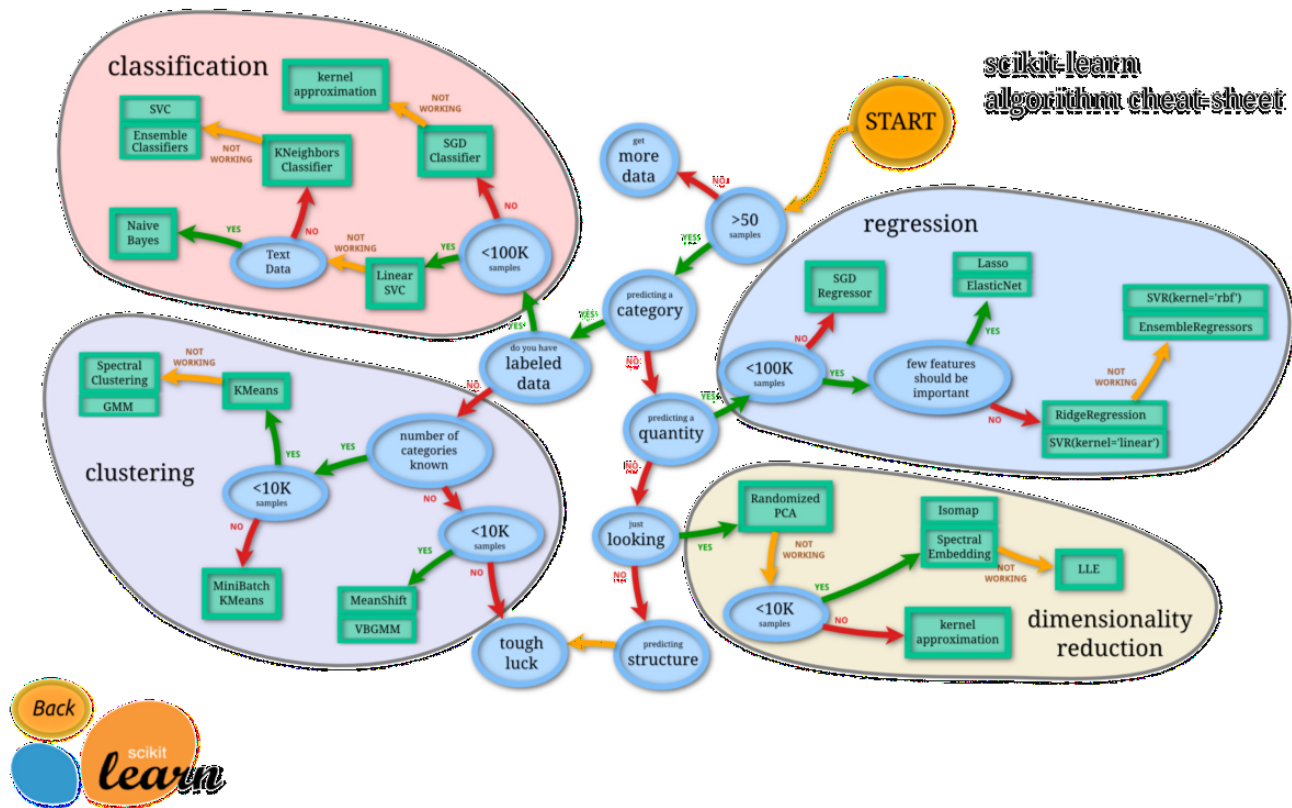 scikit-learn
algorithm cheat-sheet
START
get
more
data
NO
>50
samples
YES
predicting a
category
YES
NO
do you have
labeled
data
YES
NO
predicting a
quantity
YES
NO
just
looking
YES
NO
predicting
structure
tough
luck
classification
kernel
approximation
NOT
WORKING
SGD
Classifier
NO
<100K
samples
YES
Linear
SVC
NOT
WORKING
Text
Data
YES
Naive
Bayes
NO
KNeighbors
Classifier
NOT
WORKING
SVC
Ensemble
Classifiers
regression
<100K
samples
NO
SGD
Regressor
YES
few features
should be
important
YES
Lasso
ElasticNet
NO
RidgeRegression
SVR(kernel='linear')
NOT
WORKING
SVR(kernel='rbf')
EnsembleRegressors
clustering
number of
categories
known
YES
<10K
samples
YES
KMeans
NOT
WORKING
Spectral
Clustering
GMM
NO
MiniBatch
KMeans
NO
<10K
samples
YES
MeanShift
VBGMM
NO
dimensionality
reduction
Randomized
PCA
NOT
WORKING
<10K
samples
YES
Isomap
Spectral
Embedding
NOT
WORKING
LLE
NO
kernel
approximation
Back
scikit
learn